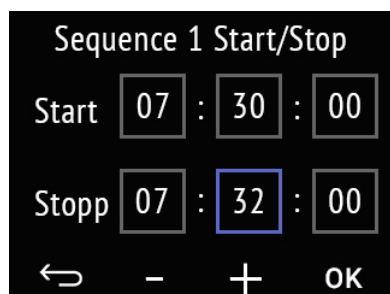 Sequence 1 Start/Stop
Start 07 : 30 : 00
Stopp 07 : 32 : 00
- + OK